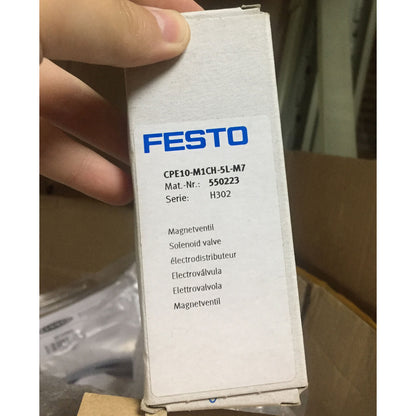 FESTO
CPE10-M1CH-5L-M7
Mat.-Nr.: 550223
Serie: H302
Magnetventil
Solenoid valve
électrodistributeur
Electroválvula
Elettrovalvola
Magnetventil